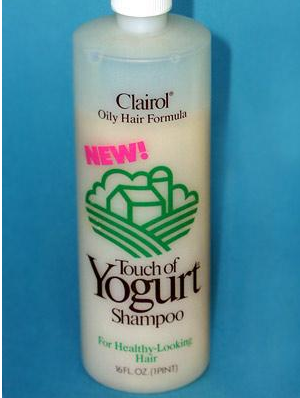 Clairol®
Oily Hair Formula
NEW!
Touch of
Yogurt
Shampoo
For Healthy-Looking
Hair
16 FL. OZ. (1 PINT)